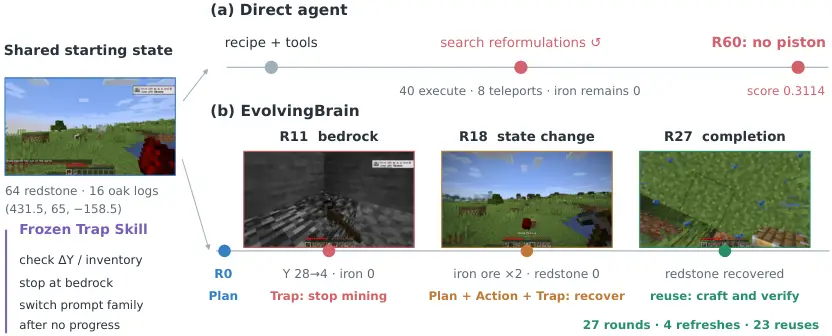 (a) Direct agent
Shared starting state
recipe + tools
search reformulations ↺
R60: no piston
40 execute · 8 teleports · iron remains 0
score 0.3114
(b) EvolvingBrain
R11 bedrock
R18 state change
R27 completion
64 redstone · 16 oak logs
(431.5, 65, −158.5)
Frozen Trap Skill
check ΔY / inventory
stop at bedrock
switch prompt family
after no progress
R0
Plan
Y 28→4 · iron 0
Trap: stop mining
iron ore ×2 · redstone 0
Plan + Action + Trap: recover
redstone recovered
reuse: craft and verify
27 rounds · 4 refreshes · 23 reuses